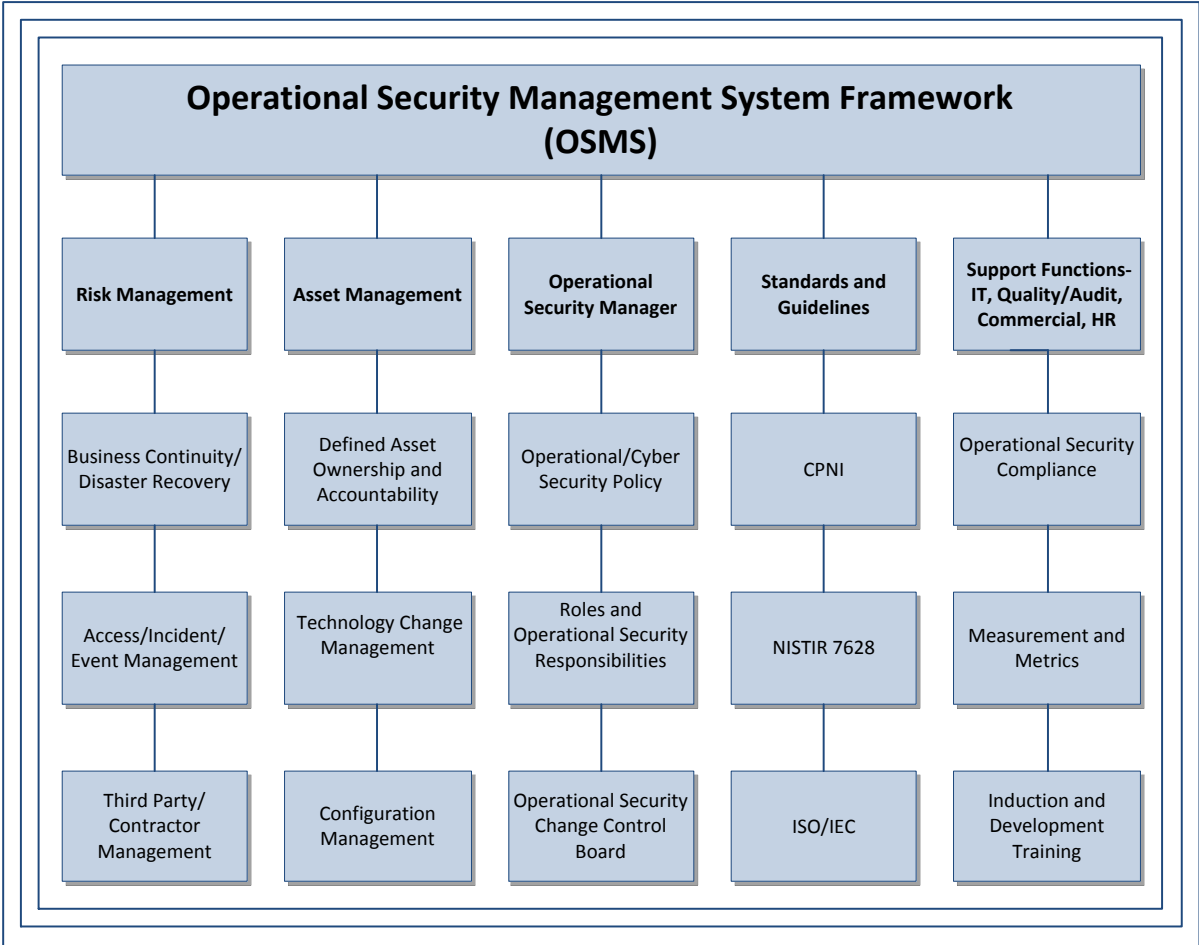 Operational Security Management System Framework
(OSMS)
Risk Management
Asset Management
Operational
Security Manager
Standards and
Guidelines
Support Functions-
IT, Quality/Audit,
Commercial, HR
Business Continuity/
Disaster Recovery
Defined Asset
Ownership and
Accountability
Operational/Cyber
Security Policy
CPNI
Operational Security
Compliance
Access/Incident/
Event Management
Technology Change
Management
Roles and
Operational Security
Responsibilities
NISTIR 7628
Measurement and
Metrics
Third Party/
Contractor
Management
Configuration
Management
Operational Security
Change Control
Board
ISO/IEC
Induction and
Development
Training